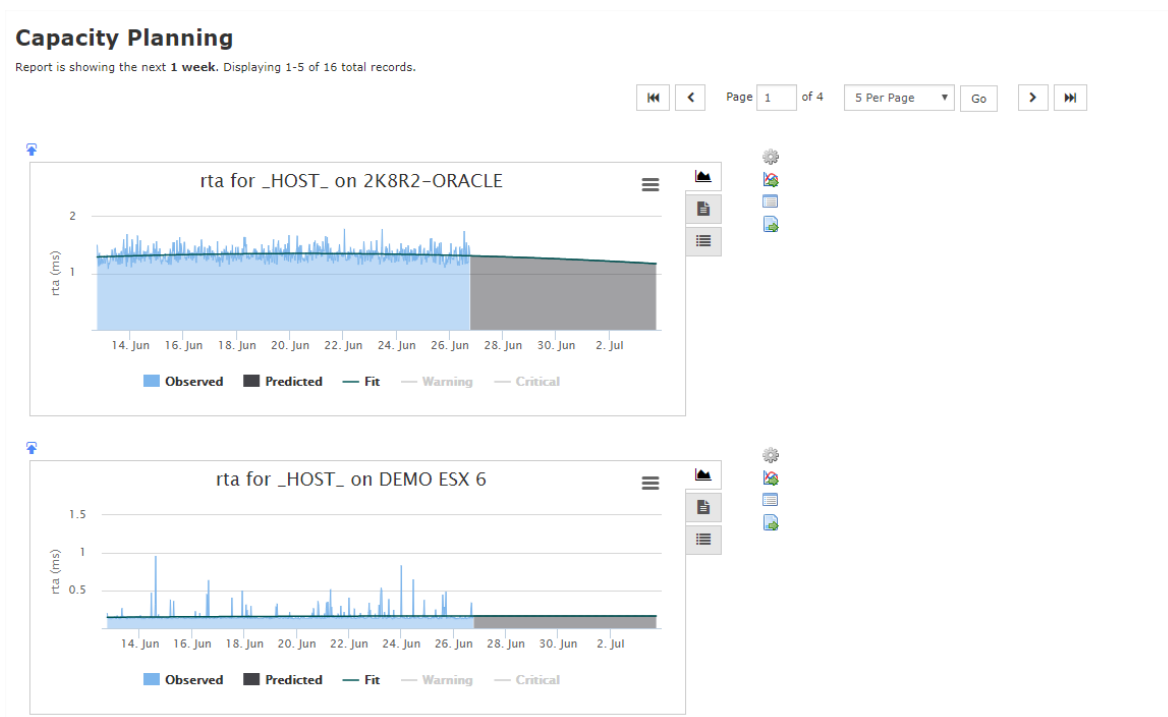 Capacity Planning
Report is showing the next 1 week. Displaying 1-5 of 16 total records.
Page 1 of 4 5 Per Page Go
rta for _HOST_ on 2K8R2-ORACLE
2
1
rta (ms)
14. Jun 16. Jun 18. Jun 20. Jun 22. Jun 24. Jun 26. Jun 28. Jun 30. Jun 2. Jul
Observed Predicted Fit Warning Critical
rta for _HOST_ on DEMO ESX 6
1.5
1
0.5
rta (ms)
14. Jun 16. Jun 18. Jun 20. Jun 22. Jun 24. Jun 26. Jun 28. Jun 30. Jun 2. Jul
Observed Predicted Fit Warning Critical